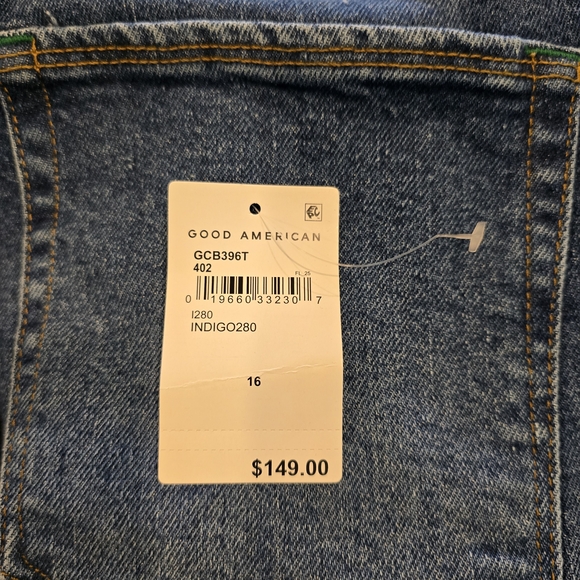 GOOD AMERICAN
GCB396T
402
FL_25
0 19660 33230 7
I280
INDIGO280
16
$149.00